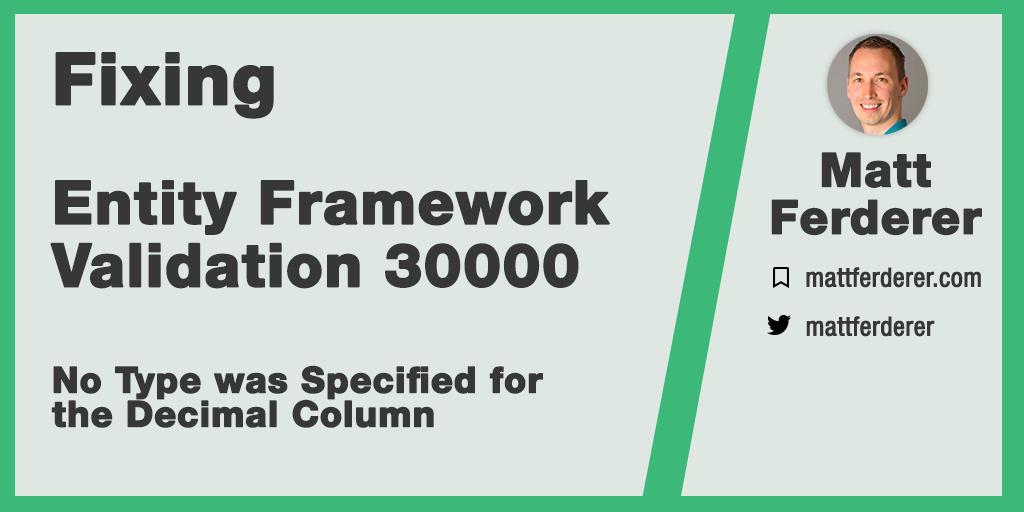 Fixing
Entity Framework
Validation 30000
No Type was Specified for
the Decimal Column
Matt
Ferderer
mattferderer.com
mattferderer